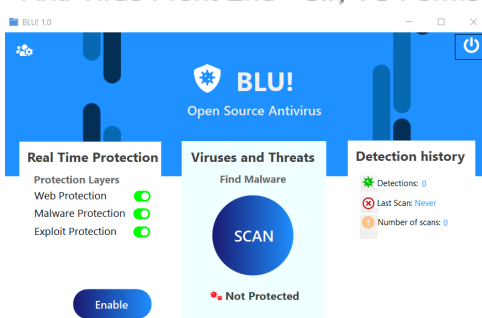 BLU! 1.0
BLU!
Open Source Antivirus
Real Time Protection
Protection Layers
Web Protection
Malware Protection
Exploit Protection
Enable
Viruses and Threats
Find Malware
SCAN
Not Protected
Detection history
Detections: 0
Last Scan: Never
Number of scans: 0